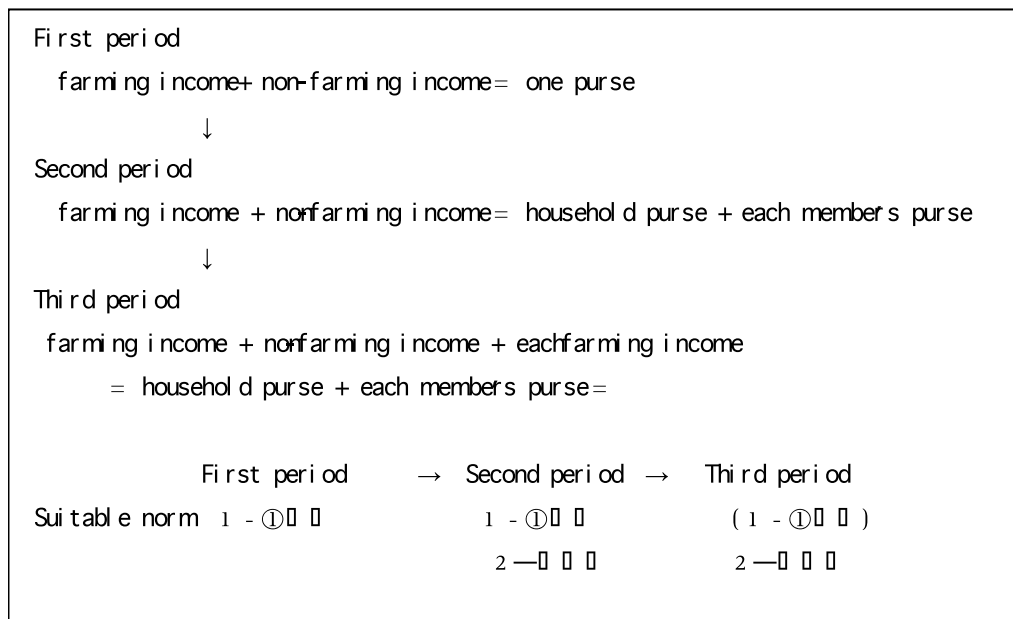 First period
farming income+ non-farming income= one purse
↓
Second period
farming income + nonfarming income= household purse + each members purse
↓
Third period
farming income + nonfarming income + eachfarming income
= household purse + each members purse=
First period → Second period → Third period
Suitable norm 1 - ①▯ ▯ 1 - ①▯ ▯ ( 1 - ①▯ ▯ )
2 —▯ ▯ ▯ 2 —▯ ▯ ▯